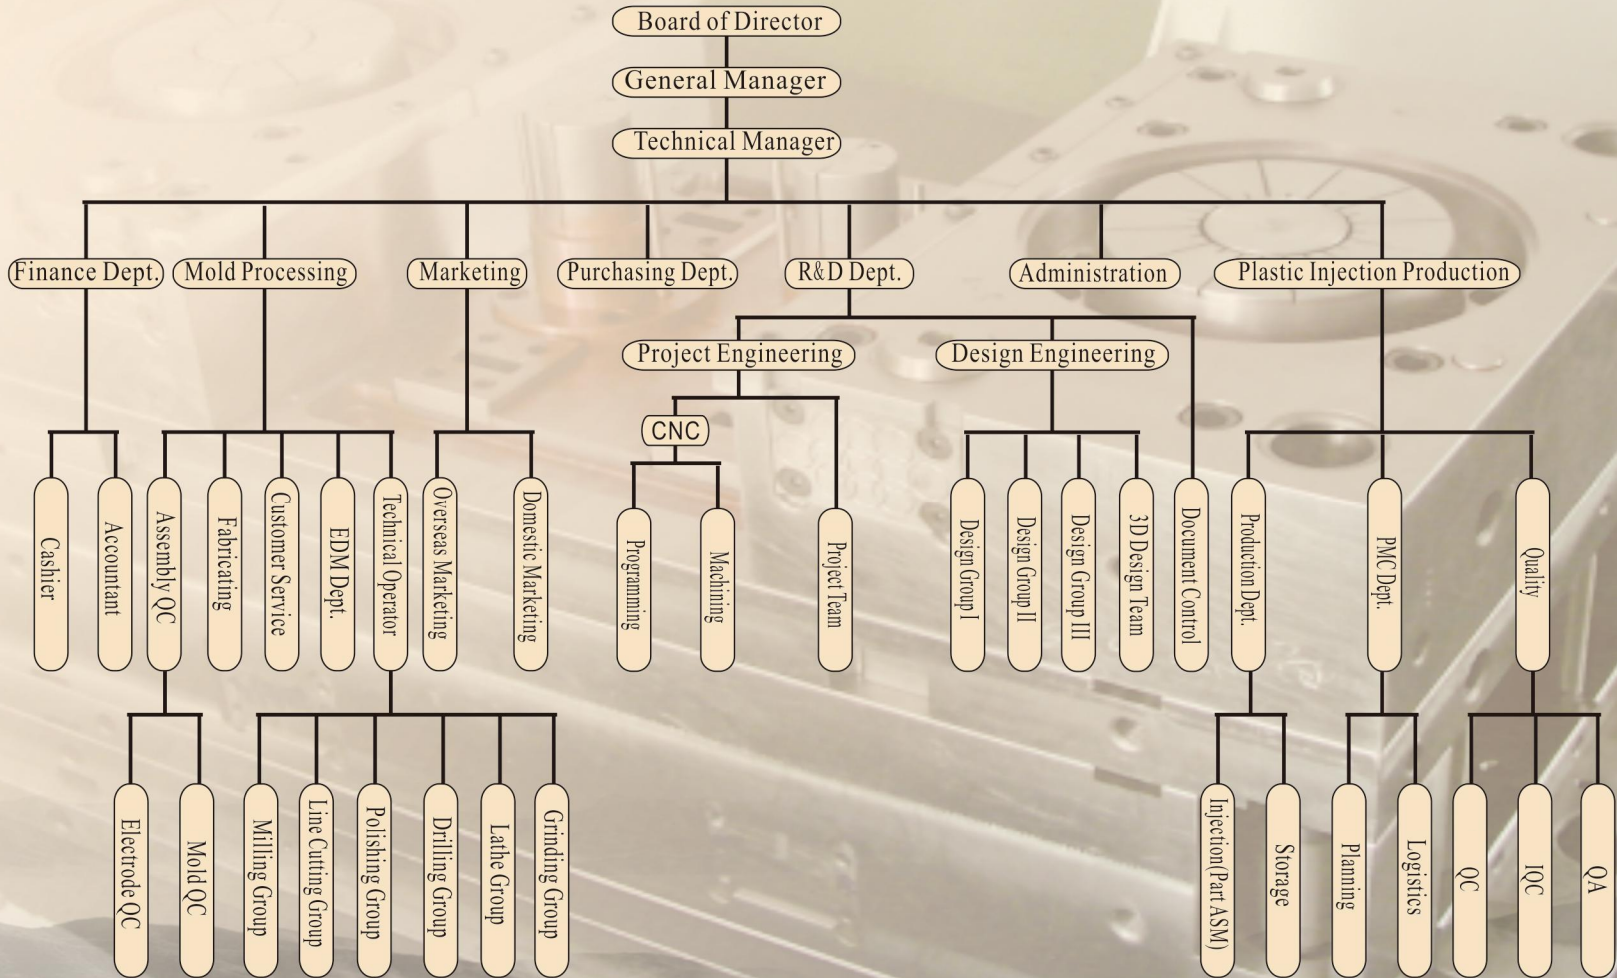 Board of Director
General Manager
Technical Manager
Finance Dept.
Mold Processing
Marketing
Purchasing Dept.
R&D Dept.
Administration
Plastic Injection Production
Project Engineering
Design Engineering
CNC
Cashier
Accountant
Assembly QC
Fabricating
Customer Service
EDM Dept.
Technical Operator
Overseas Marketing
Domestic Marketing
Programming
Machining
Project Team
Design Group I
Design Group II
Design Group III
3D Design Team
Document Control
Production Dept.
PMC Dept.
Quality
Electrode QC
Mold QC
Milling Group
Line Cutting Group
Polishing Group
Drilling Group
Lathe Group
Grinding Group
Injection(Part ASM)
Storage
Planning
Logistics
QC
IQC
QA